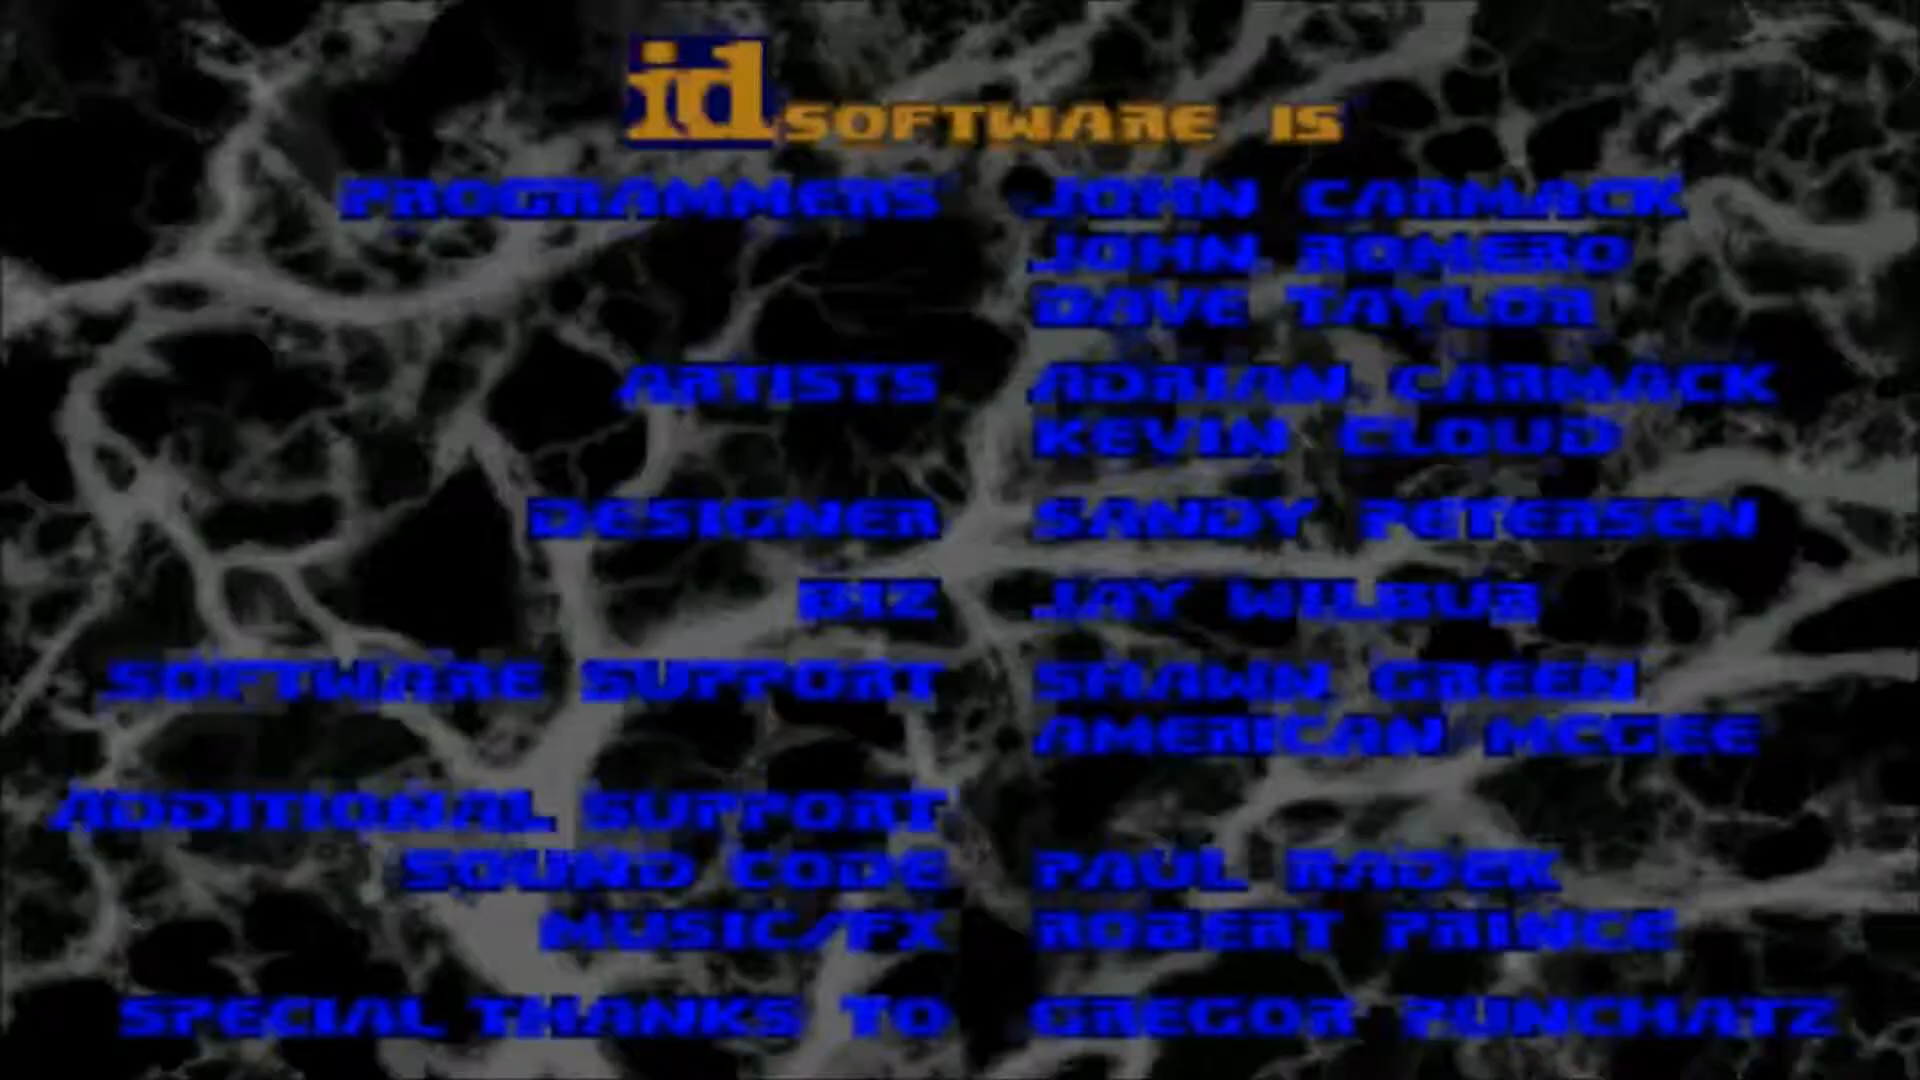 id SOFTWARE IS
PROGRAMMERS JOHN CARMACK
JOHN ROMERO
DAVE TAYLOR
ARTISTS ADRIAN CARMACK
KEVIN CLOUD
DESIGNER SANDY PETERSEN
BIZ JAY WILBUR
SOFTWARE SUPPORT SHAWN GREEN
AMERICAN MCGEE
ADDITIONAL SUPPORT
SOUND CODE PAUL RADEK
MUSIC/FX ROBERT PRINCE
SPECIAL THANKS TO GREGOR PUNCHATZ